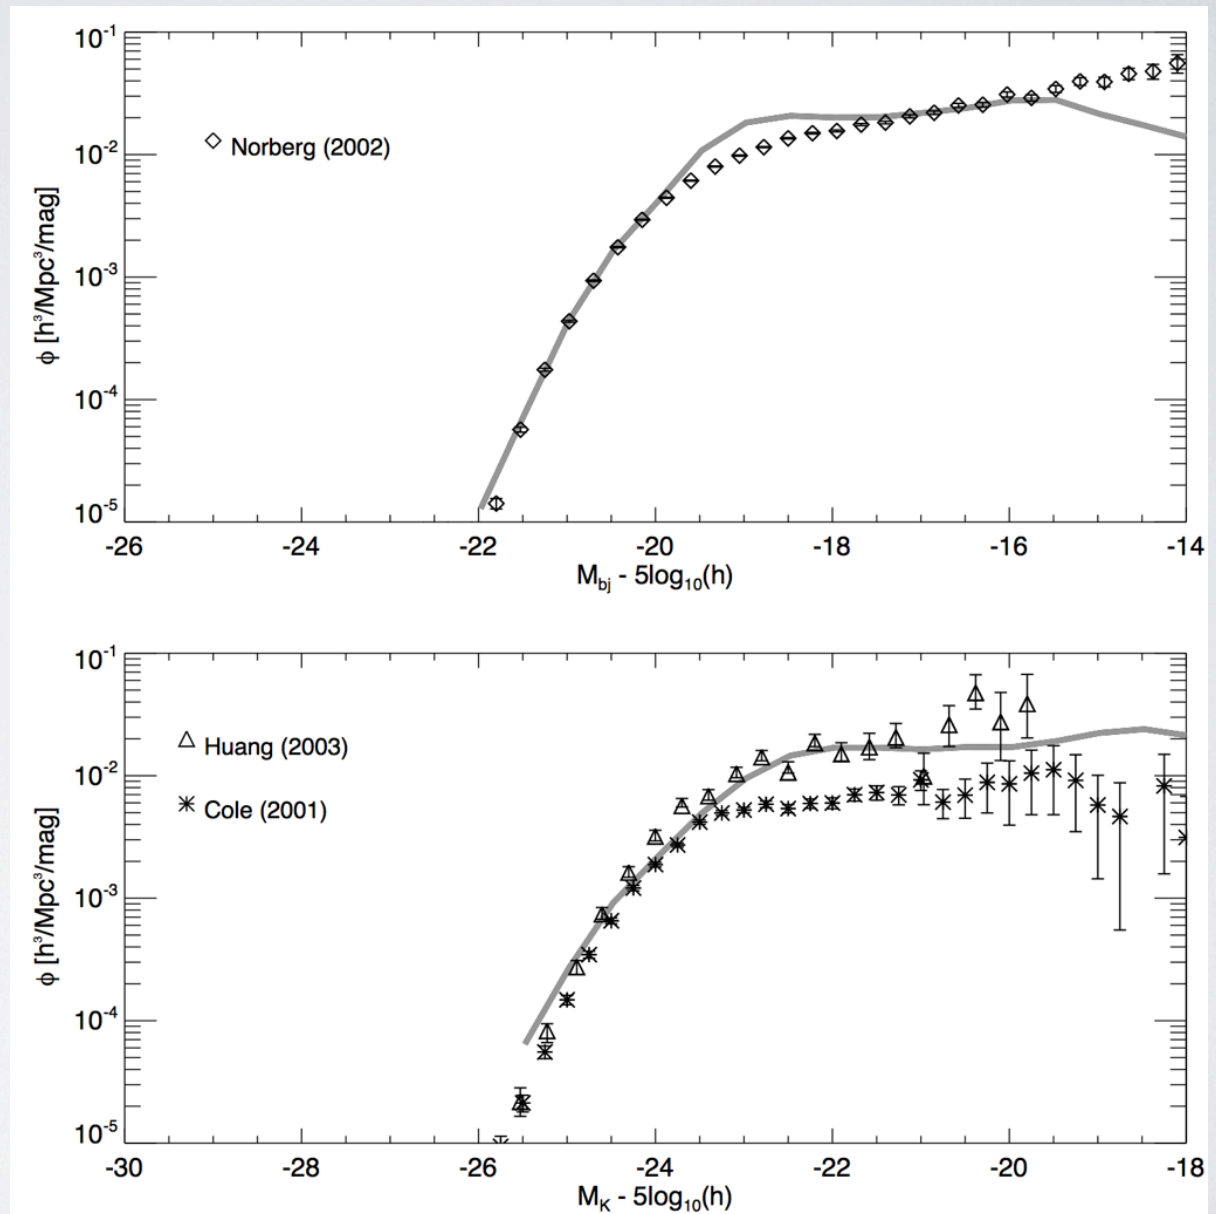 10⁻¹
10⁻²
10⁻³
10⁻⁴
10⁻⁵
ϕ [h³/Mpc³/mag]
◇ Norberg (2002)
-26 -24 -22 -20 -18 -16 -14
M_bj - 5log₁₀(h)
10⁻¹
10⁻²
10⁻³
10⁻⁴
10⁻⁵
ϕ [h³/Mpc³/mag]
△ Huang (2003)
✳ Cole (2001)
-30 -28 -26 -24 -22 -20 -18
M_K - 5log₁₀(h)